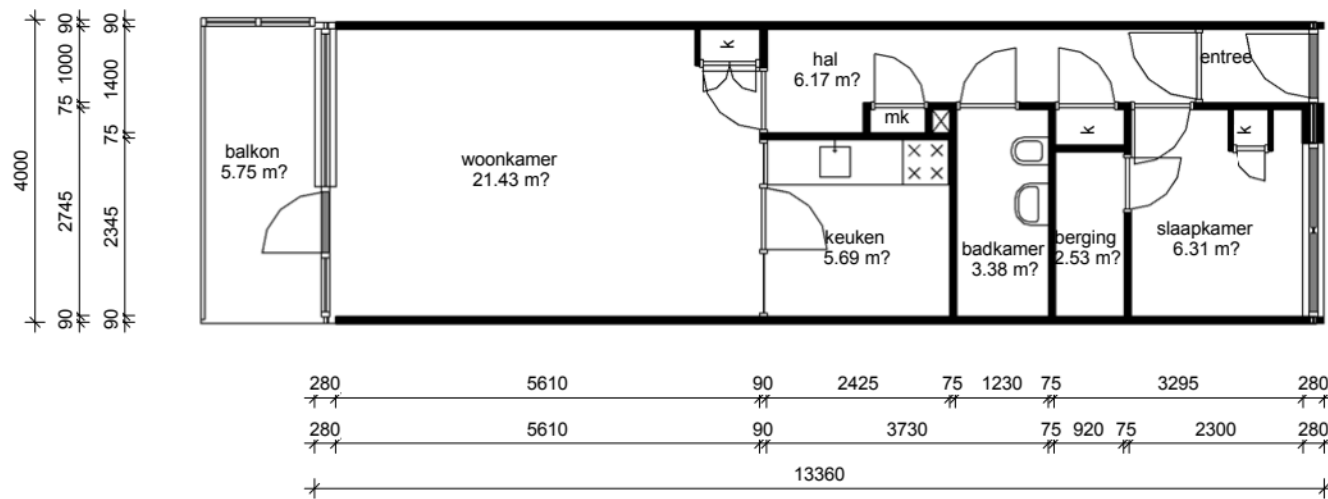 4000
90
1000
75
2745
90
90
1400
75
2345
90
balkon
5.75 m?
woonkamer
21.43 m?
k
hal
6.17 m?
mk
entree
keuken
5.69 m?
badkamer
3.38 m?
k
berging
2.53 m?
k
slaapkamer
6.31 m?
280 5610 90 2425 75 1230 75 3295 280
280 5610 90 3730 75 920 75 2300 280
13360